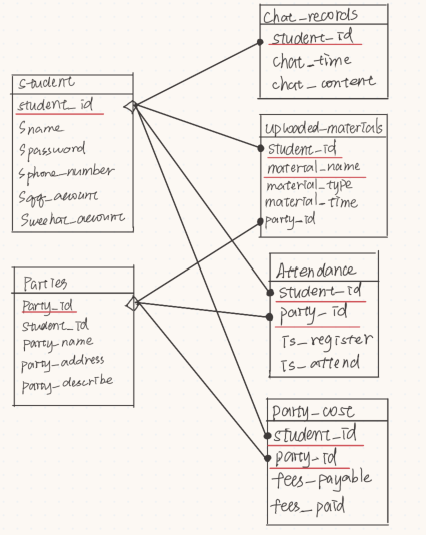 student
student_id
Sname
Spassword
Sphone_number
Sqq_account
Swechat_account
Parties
Party_id
student_id
party_name
party_address
party_describe
Chat_records
student_id
chat_time
chat_content
uploaded_materials
student_id
material_name
material_type
material_time
party_id
Attendance
student_id
party_id
is_register
is_attend
party_cost
student_id
party_id
fees_payable
fees_paid